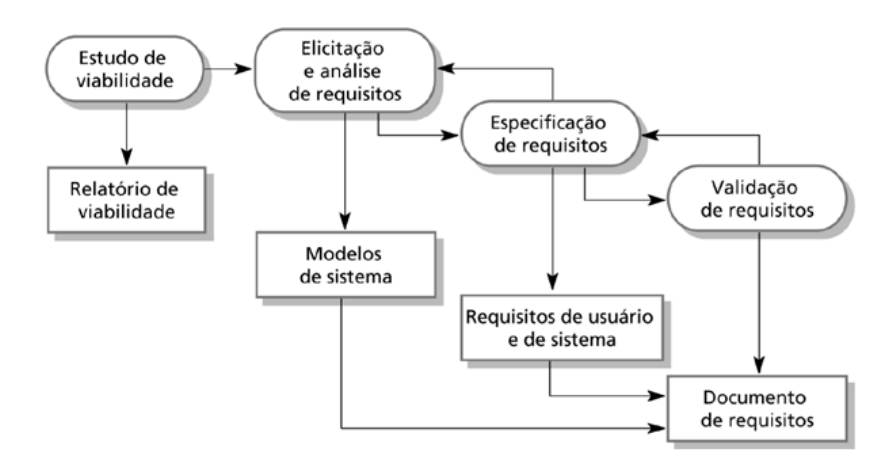 Estudo de
viabilidade
Elicitação
e análise
de requisitos
Especificação
de requisitos
Validação
de requisitos
Relatório de
viabilidade
Modelos
de sistema
Requisitos de usuário
e de sistema
Documento
de requisitos